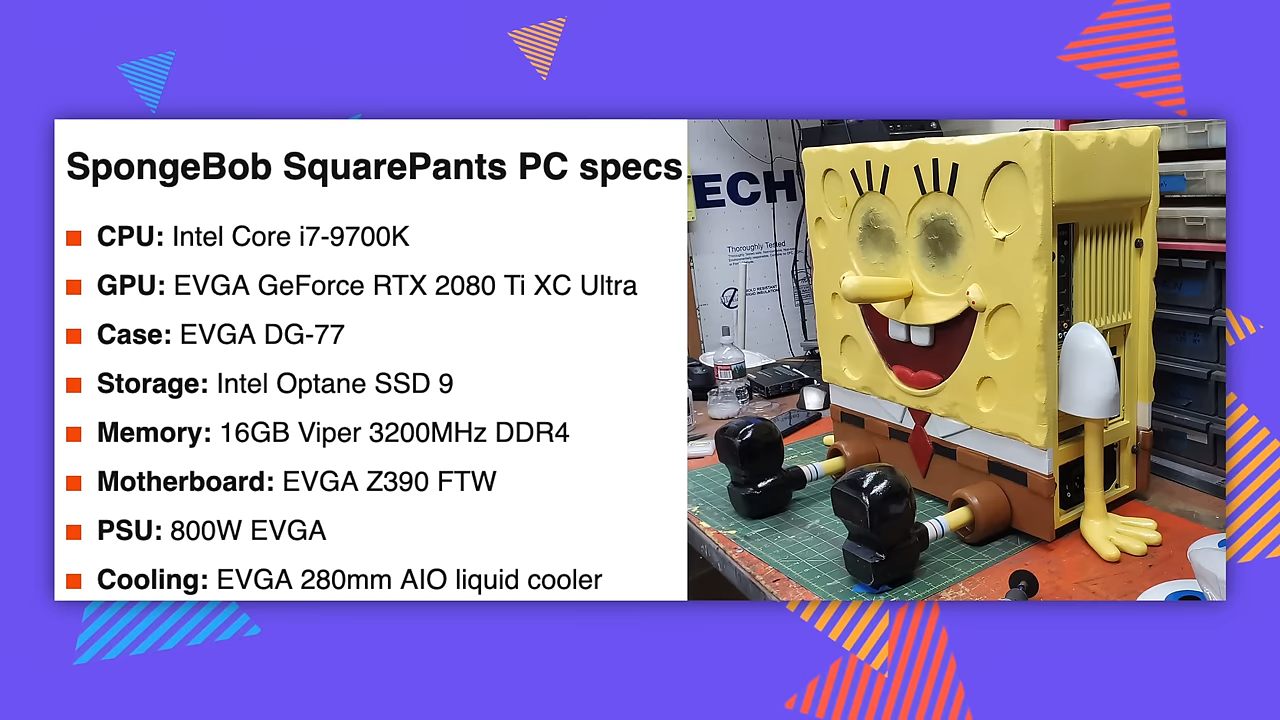 SpongeBob SquarePants PC specs
CPU: Intel Core i7-9700K
GPU: EVGA GeForce RTX 2080 Ti XC Ultra
Case: EVGA DG-77
Storage: Intel Optane SSD 9
Memory: 16GB Viper 3200MHz DDR4
Motherboard: EVGA Z390 FTW
PSU: 800W EVGA
Cooling: EVGA 280mm AIO liquid cooler
ECH
Thoroughly Tested